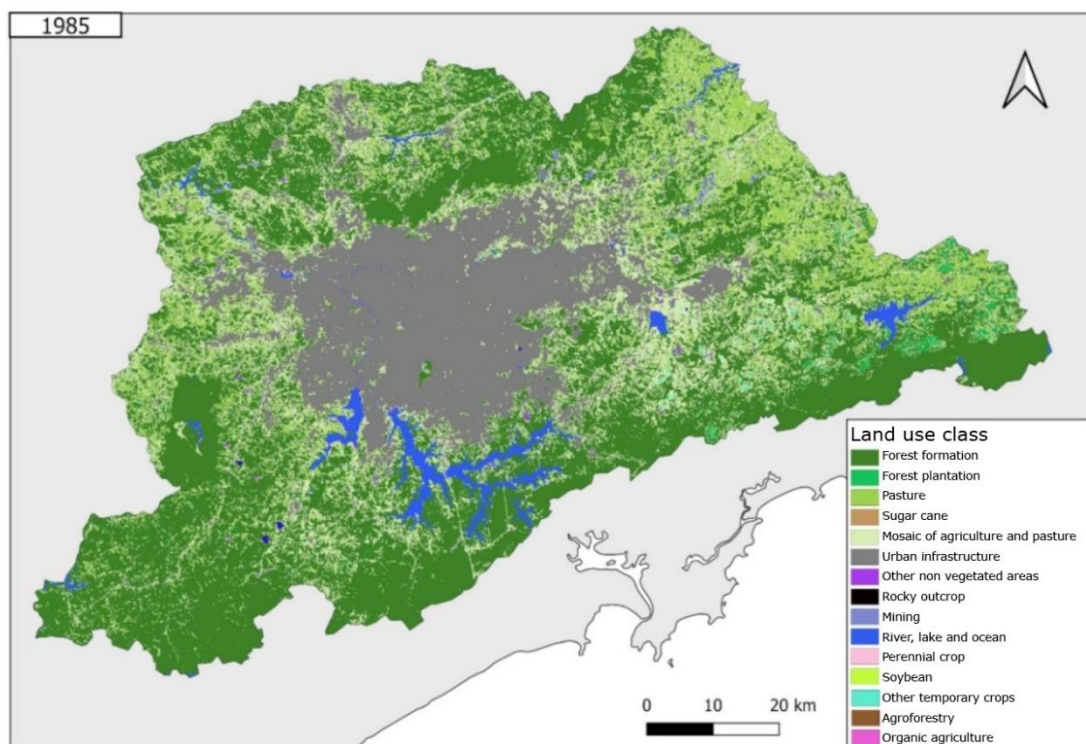 1985
Land use class
Forest formation
Forest plantation
Pasture
Sugar cane
Mosaic of agriculture and pasture
Urban infrastructure
Other non vegetated areas
Rocky outcrop
Mining
River, lake and ocean
Perennial crop
Soybean
Other temporary crops
Agroforestry
Organic agriculture
0 10 20 km